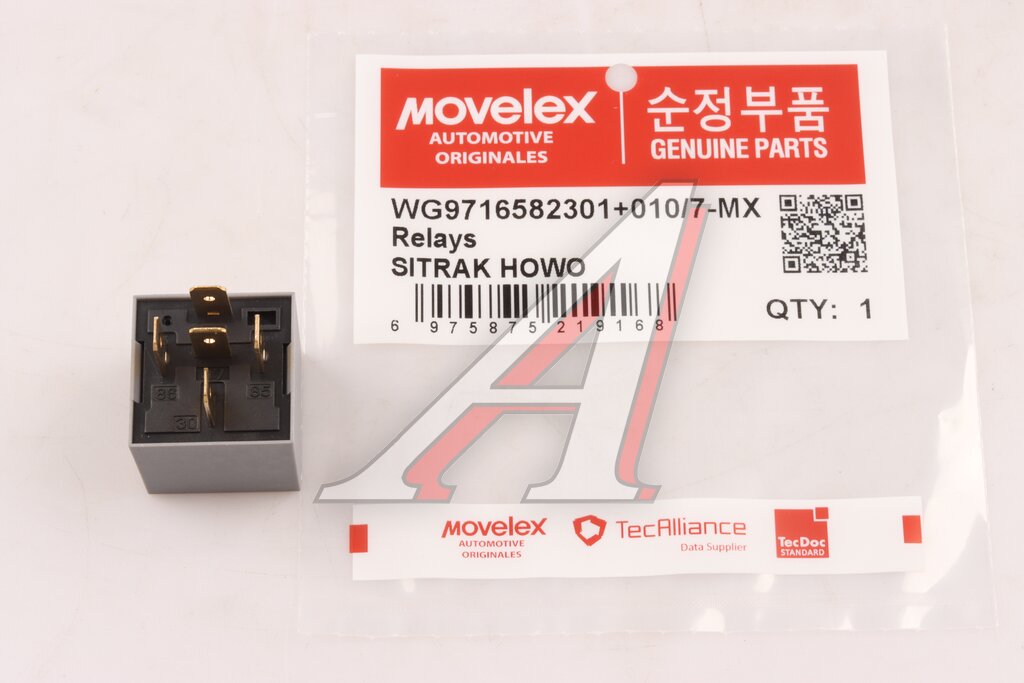 MOVELEX
AUTOMOTIVE
ORIGINALES
순정부품
GENUINE PARTS
WG9716582301+010/7-MX
Relays
SITRAK HOWO
6 975875 219168
QTY: 1
86
85
30
MOVELEX
AUTOMOTIVE
ORIGINALES
TecAlliance
Data Supplier
TecDoc
STANDARD